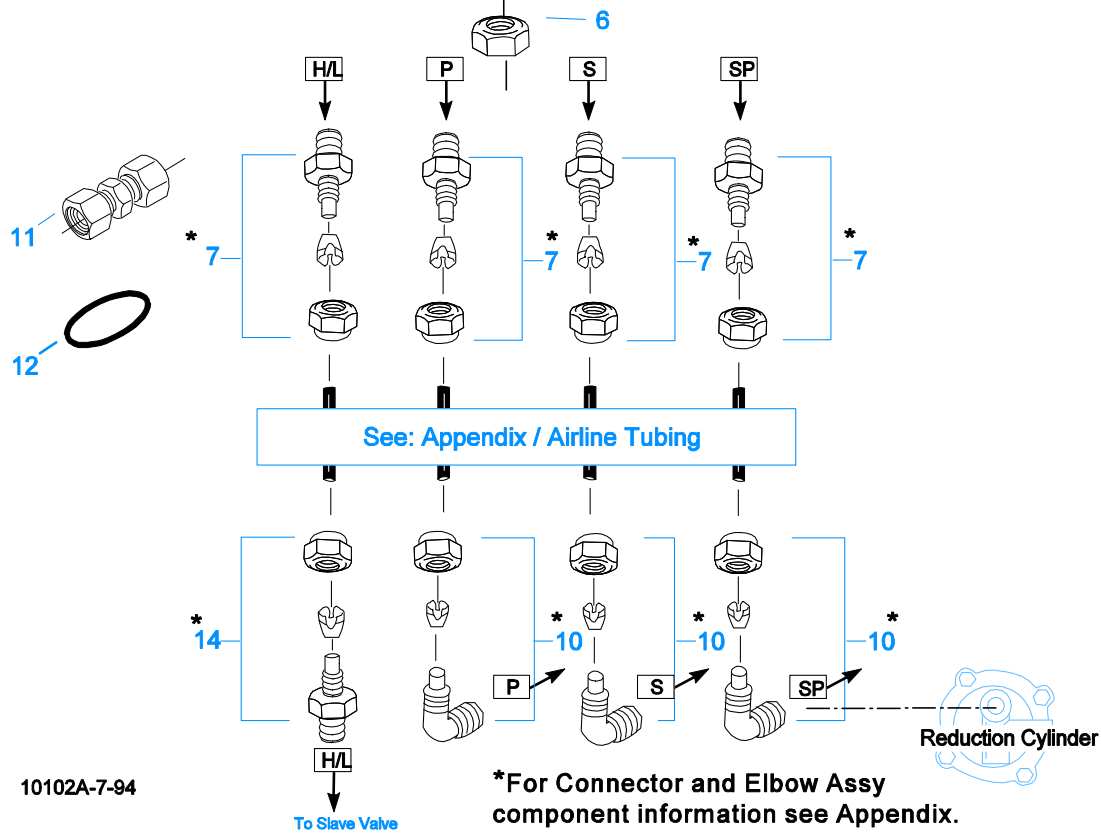 6
H/L
P
S
SP
11
* 7
* 7
* 7
* 7
12
See: Appendix / Airline Tubing
* 14
* 10
* 10
* 10
P
S
SP
Reduction Cylinder
H/L
10102A-7-94
*For Connector and Elbow Assy
component information see Appendix.
To Slave Valve